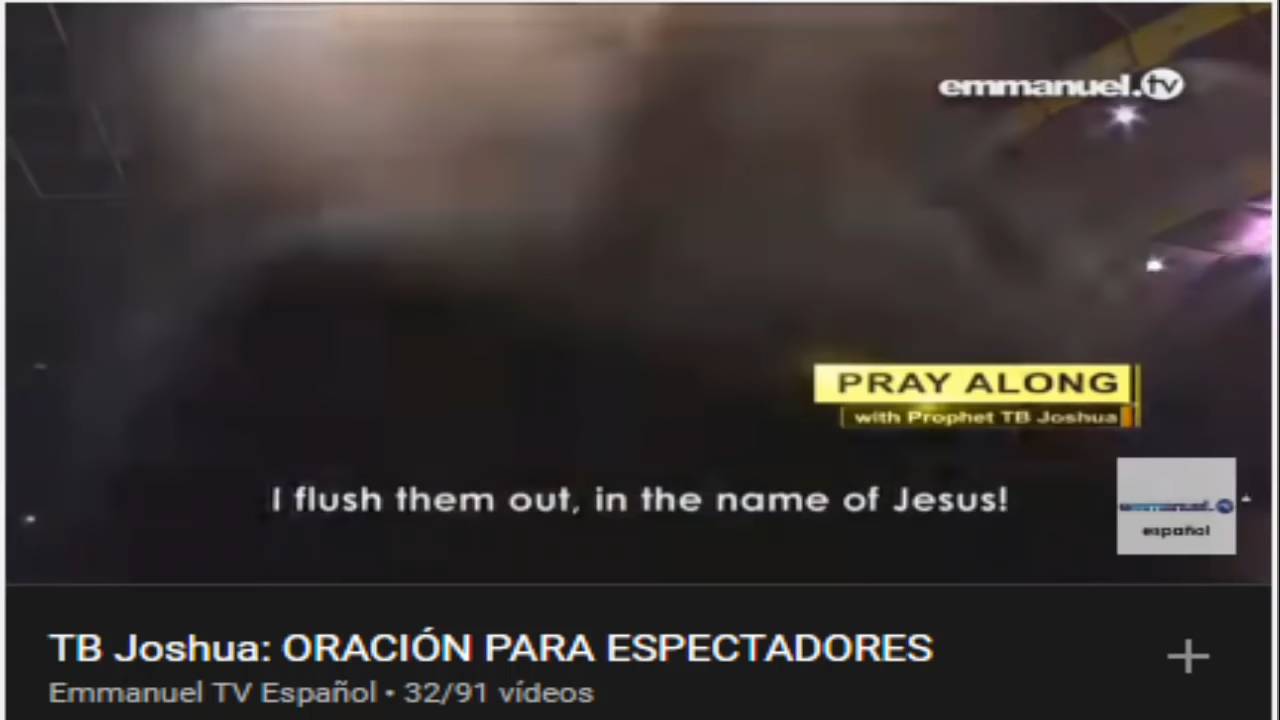 emmanuel.tv
PRAY ALONG
with Prophet TB Joshua
I flush them out, in the name of Jesus!
emmanuel.tv
español
TB Joshua: ORACIÓN PARA ESPECTADORES
Emmanuel TV Español • 32/91 vídeos